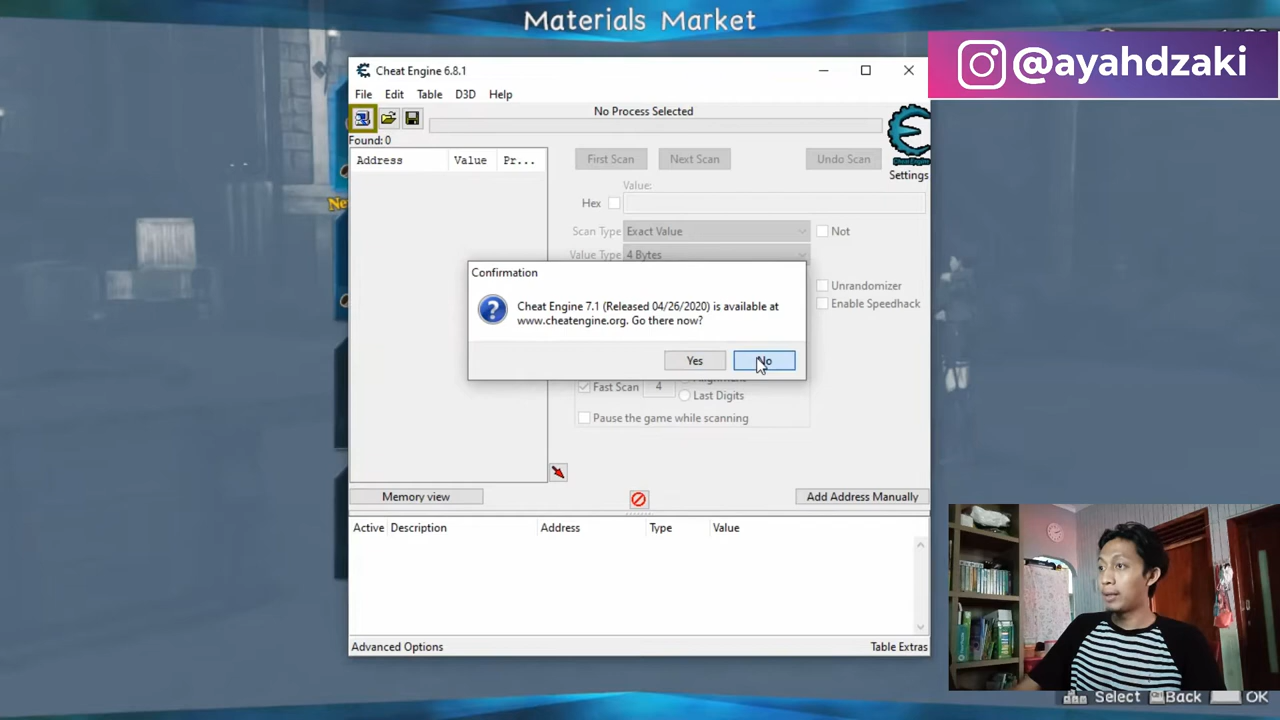 Materials Market
@ayahdzaki
Cheat Engine 6.8.1
File Edit Table D3D Help
No Process Selected
Found: 0
Address Value Pr...
First Scan Next Scan Undo Scan
Settings
Value:
Hex
Scan Type Exact Value Not
Value Type 4 Bytes
Confirmation
Unrandomizer
Enable Speedhack
Cheat Engine 7.1 (Released 04/26/2020) is available at
www.cheatengine.org. Go there now?
Yes No
Fast Scan 4 Alignment
Last Digits
Pause the game while scanning
Memory view Add Address Manually
Active Description Address Type Value
Advanced Options Table Extras
Select Back OK